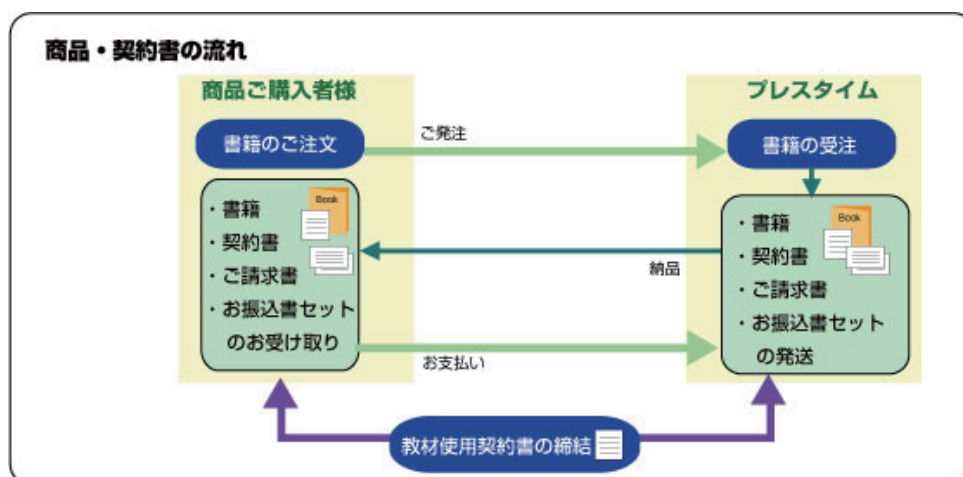 商品・契約書の流れ
商品ご購入者様
プレスタイム
書籍のご注文
ご発注
書籍の受注
Book
・書籍
・契約書
・ご請求書
・お振込書セット
のお受け取り
納品
Book
・書籍
・契約書
・ご請求書
・お振込書セット
の発送
お支払い
教材使用契約書の締結